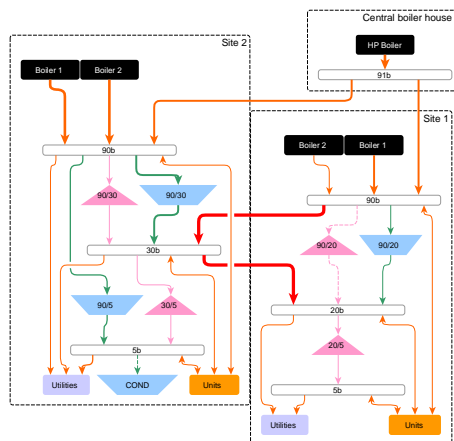 Central boiler house
HP Boiler
91b
Site 2
Boiler 1
Boiler 2
90b
90/30
90/30
30b
90/5
30/5
5b
Utilities
COND
Units
Site 1
Boiler 2
Boiler 1
90b
90/20
90/20
20b
20/5
5b
Utilities
Units